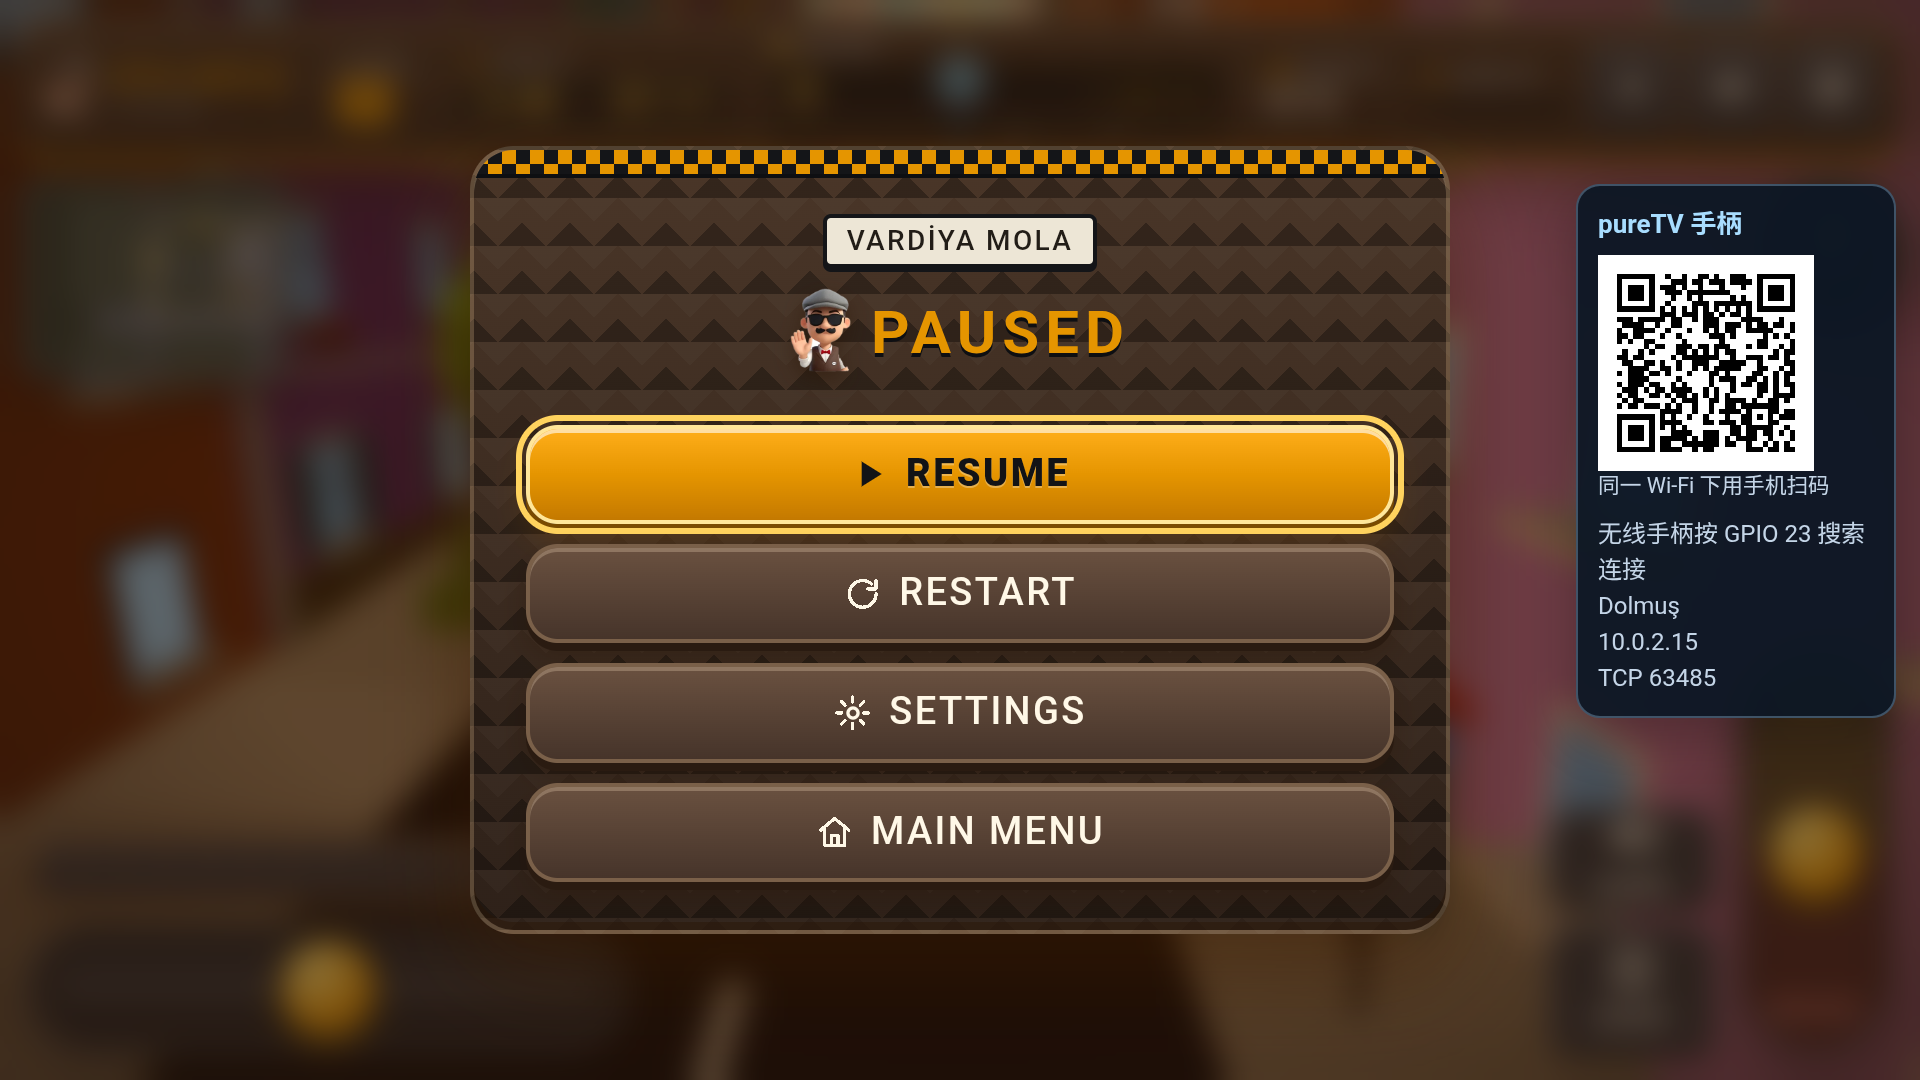 VARDİYA MOLA
PAUSED
RESUME
RESTART
SETTINGS
MAIN MENU
pureTV 手柄
同一 Wi-Fi 下用手机扫码
无线手柄按 GPIO 23 搜索
连接
Dolmuş
10.0.2.15
TCP 63485